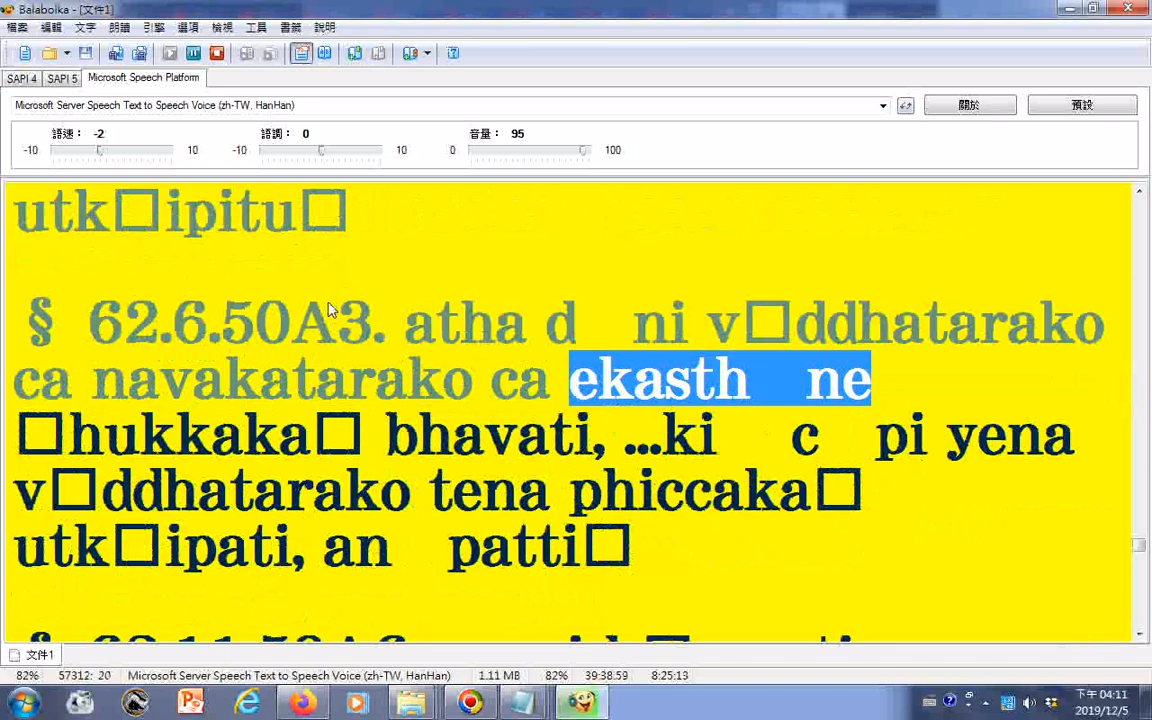 Balabolka - [文件1]
檔案 編輯 文字 朗讀 引擎 選項 檢視 工具 書籤 說明
SAPI 4 SAPI 5 Microsoft Speech Platform
Microsoft Server Speech Text to Speech Voice (zh-TW, HanHan) 關於 預設
語速： -2 語調： 0 音量： 95
-10 10 -10 10 0 100
utk□ipitu□
§ 62.6.50A3. atha d ni v□ddhatarako
ca navakatarako ca ekasth ne
□hukkaka□ bhavati, ...ki c pi yena
v□ddhatarako tena phiccaka□
utk□ipati, an patti□
文件1
82% 57312: 20 Microsoft Server Speech Text to Speech Voice (zh-TW, HanHan) 1.11 MB 82% 39:38.59 8:25:13
下午 04:11
2019/12/5